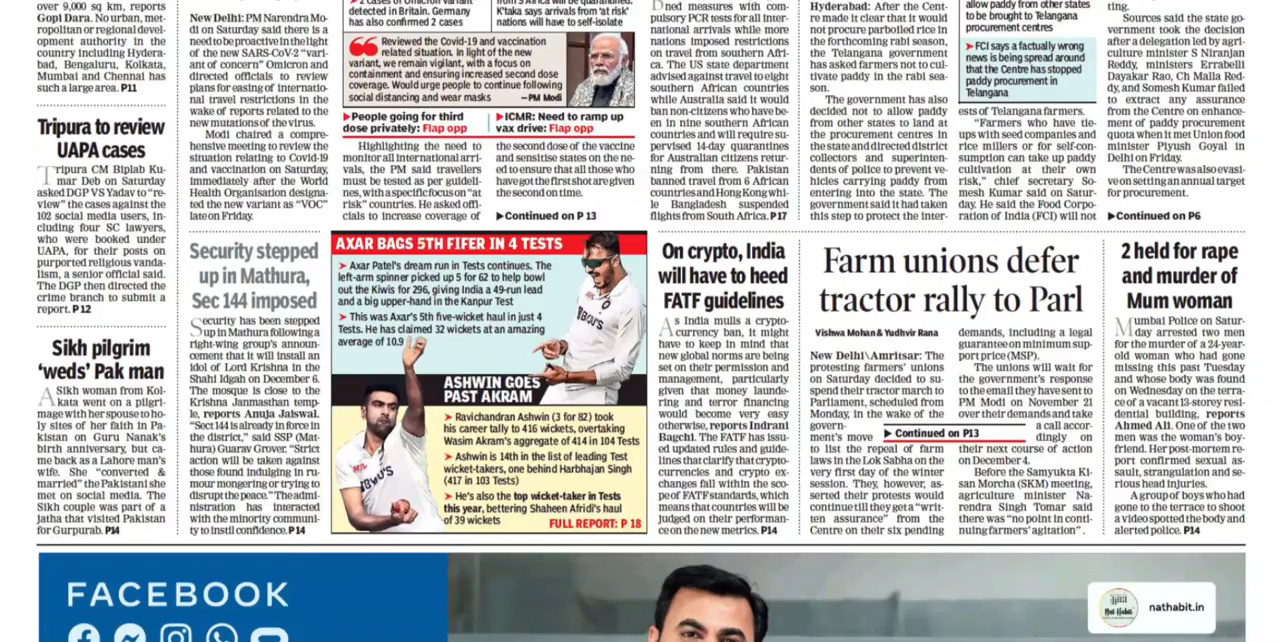 over 9,000 sq km, reports
Gopi Dara. No urban, met-
ropolitan or regional devel-
opment authority in the
country including Hydera-
bad, Bengaluru, Kolkata,
Mumbai and Chennai has
such a large area. P11
Tripura to review
UAPA cases
Tripura CM Biplab Ku-
mar Deb on Saturday
asked DGP VS Yadav to “re-
view” the cases against the
102 social media users, in-
cluding four SC lawyers,
who were booked under
UAPA, for their posts on
purported religious vanda-
lism, a senior official said.
The DGP then directed the
crime branch to submit a
report. P 12
Sikh pilgrim
‘weds’ Pak man
A Sikh woman from Kol-
kata went on a pilgri-
mage with her spouse to ho-
ly sites of her faith in Pa-
kistan on Guru Nanak’s
birth anniversary, but ca-
me back as a Lahore man’s
wife. She “converted &
married” the Pakistani she
met on social media. The
Sikh couple was part of a
jatha that visited Pakistan
for Gurpurab. P14
New Delhi: PM Narendra Mo-
di on Saturday said there is a
need to be proactive in the light
of the new SARS-CoV-2 “vari-
ant of concern” Omicron and
directed officials to review
plans for easing of internatio-
nal travel restrictions in the
wake of reports related to the
new mutations of the virus.
Modi chaired a compre-
hensive meeting to review the
situation relating to Covid-19
and vaccination on Saturday,
immediately after the World
Health Organisation designa-
ted the new variant as “VOC”
late on Friday.
2 cases of Omicron variant
detected in Britain. Germany
has also confirmed 2 cases
from S Africa will be quarantined.
K’taka says arrivals from ‘at risk’
nations will have to self-isolate
Reviewed the Covid-19 and vaccination
related situation. In light of the new
variant, we remain vigilant, with a focus on
containment and ensuring increased second dose
coverage. Would urge people to continue following
social distancing and wear masks —PM Modi
People going for third
dose privately: Flap opp
ICMR: Need to ramp up
vax drive: Flap opp
Highlighting the need to
monitor all international arri-
vals, the PM said travellers
must be tested as per guideli-
nes, with a specific focus on “at
risk” countries. He asked offi-
cials to increase coverage of
the second dose of the vaccine
and sensitise states on the ne-
ed to ensure that all those who
have got the first shot are given
the second on time.
Continued on P 13
ned measures with com-
pulsory PCR tests for all inter-
national arrivals while more
nations imposed restrictions
on travel from southern Afri-
ca. The US state department
advised against travel to eight
southern African countries
while Australia said it would
ban non-citizens who have be-
en in nine southern African
countries and will require su-
pervised 14-day quarantines
for Australian citizens retur-
ning from there. Pakistan
banned travel from 6 African
countries and Hong Kong whi-
le Bangladesh suspended
flights from South Africa. P 17
Hyderabad: After the Cent-
re made it clear that it would
not procure parboiled rice in
the forthcoming rabi season,
the Telangana government
has asked farmers not to cul-
tivate paddy in the rabi sea-
son.
The government has also
decided not to allow paddy
from other states to land at
the procurement centres in
the state and directed district
collectors and superinten-
dents of police to prevent ve-
hicles carrying paddy from
entering into the state. The
government said it had taken
this step to protect the inter-
allow paddy from other states
to be brought to Telangana
procurement centres
FCI says a factually wrong
news is being spread around
that the Centre has stopped
paddy procurement in
Telangana
ests of Telangana farmers.
“Farmers who have tie-
ups with seed companies and
rice millers or for self-con-
sumption can take up paddy
cultivation at their own
risk,” chief secretary So-
mesh Kumar said on Satur-
day. He said the Food Corpo-
ration of India (FCI) will not
ting.
Sources said the state go-
vernment took the decision
after a delegation led by agri-
culture minister S Niranjan
Reddy, ministers Errabelli
Dayakar Rao, Ch Malla Red-
dy, and Somesh Kumar failed
to extract any assurance
from the Centre on enhance-
ment of paddy procurement
quota when it met Union food
minister Piyush Goyal in
Delhi on Friday.
The Centre was also evasi-
ve on setting an annual target
for procurement.
Continued on P6
Security stepped
up in Mathura,
Sec 144 imposed
Security has been stepped
up in Mathura following a
right-wing group’s announ-
cement that it will install an
idol of Lord Krishna in the
Shahi Idgah on December 6.
The mosque is close to the
Krishna Janmasthan temp-
le, reports Anuja Jaiswal.
“Sect 144 is already in force in
the district,” said SSP (Mat-
hura) Guarav Grover. “Strict
action will be taken against
those found indulging in ru-
mour mongering or trying to
disrupt the peace.” The admi-
nistration has interacted
with the minority communi-
ty to instil confidence. P 14
AXAR BAGS 5TH FIFER IN 4 TESTS
Axar Patel’s dream run in Tests continues. The
left-arm spinner picked up 5 for 62 to help bowl
out the Kiwis for 296, giving India a 49-run lead
and a big upper-hand in the Kanpur Test
This was Axar’s 5th five-wicket haul in just 4
Tests. He has claimed 32 wickets at an amazing
average of 10.9
BYJU'S
ASHWIN GOES
PAST AKRAM
Ravichandran Ashwin (3 for 82) took
his career tally to 416 wickets, overtaking
Wasim Akram’s aggregate of 414 in 104 Tests
Ashwin is 14th in the list of leading Test
wicket-takers, one behind Harbhajan Singh
(417 in 103 Tests)
He’s also the top wicket-taker in Tests
this year, bettering Shaheen Afridi’s haul
of 39 wickets
FULL REPORT: P 18
BYJU'S
On crypto, India
will have to heed
FATF guidelines
As India mulls a crypto-
currency ban, it might
have to keep in mind that
new global norms are being
set on their permission and
management, particularly
given that money launde-
ring and terror financing
would become very easy
otherwise, reports Indrani
Bagchi. The FATF has issu-
ed updated rules and guide-
lines that clarify that crypto-
currencies and crypto ex-
changes fall within the sco-
pe of FATF standards, which
means that countries will be
judged on their performan-
ce on the new metrics. P 14
Farm unions defer
tractor rally to Parl
Vishwa Mohan & Yudhvir Rana
New Delhi\Amritsar: The
protesting farmers’ unions
on Saturday decided to su-
spend their tractor march to
Parliament, scheduled from
Monday, in the wake of the
govern-
ment’s move
to list the repeal of farm
laws in the Lok Sabha on the
very first day of the winter
session. They, however, as-
serted their protests would
continue till they get a “writ-
ten assurance” from the
Centre on their six pending
demands, including a legal
guarantee on minimum sup-
port price (MSP).
The unions will wait for
the government’s response
to the email they have sent to
PM Modi on November 21
over their demands and take
a call accor-
dingly on
their next course of action
on December 4.
Before the Samyukta Ki-
san Morcha (SKM) meeting,
agriculture minister Na-
rendra Singh Tomar said
there was “no point in conti-
nuing farmers’ agitation”.
Continued on P13
2 held for rape
and murder of
Mum woman
Mumbai Police on Satur-
day arrested two men
for the murder of a 24-year-
old woman who had gone
missing this past Tuesday
and whose body was found
on Wednesday on the terra-
ce of a vacant 13-storey resi-
dential building, reports
Ahmed Ali. One of the two
men was the woman’s boy-
friend. Her post-mortem re-
port confirmed sexual as-
sault, strangulation and se-
rious head injuries.
A group of boys who had
gone to the terrace to shoot
a video spotted the body and
alerted police. P 14
FACEBOOK
Nat Habit
nathabit.in